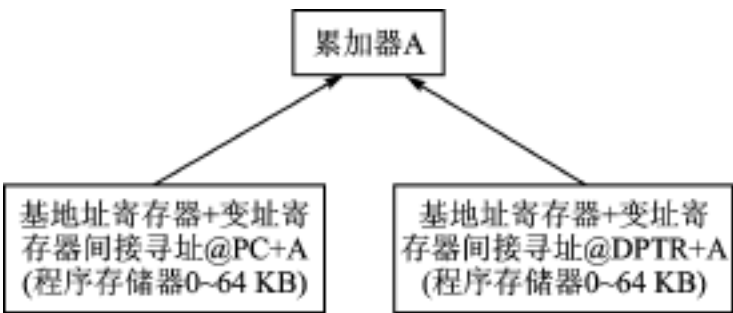 累加器A
基地址寄存器+变址寄
存器间接寻址@PC+A
(程序存储器0~64 KB)
基地址寄存器+变址寄
存器间接寻址@DPTR+A
(程序存储器0~64 KB)